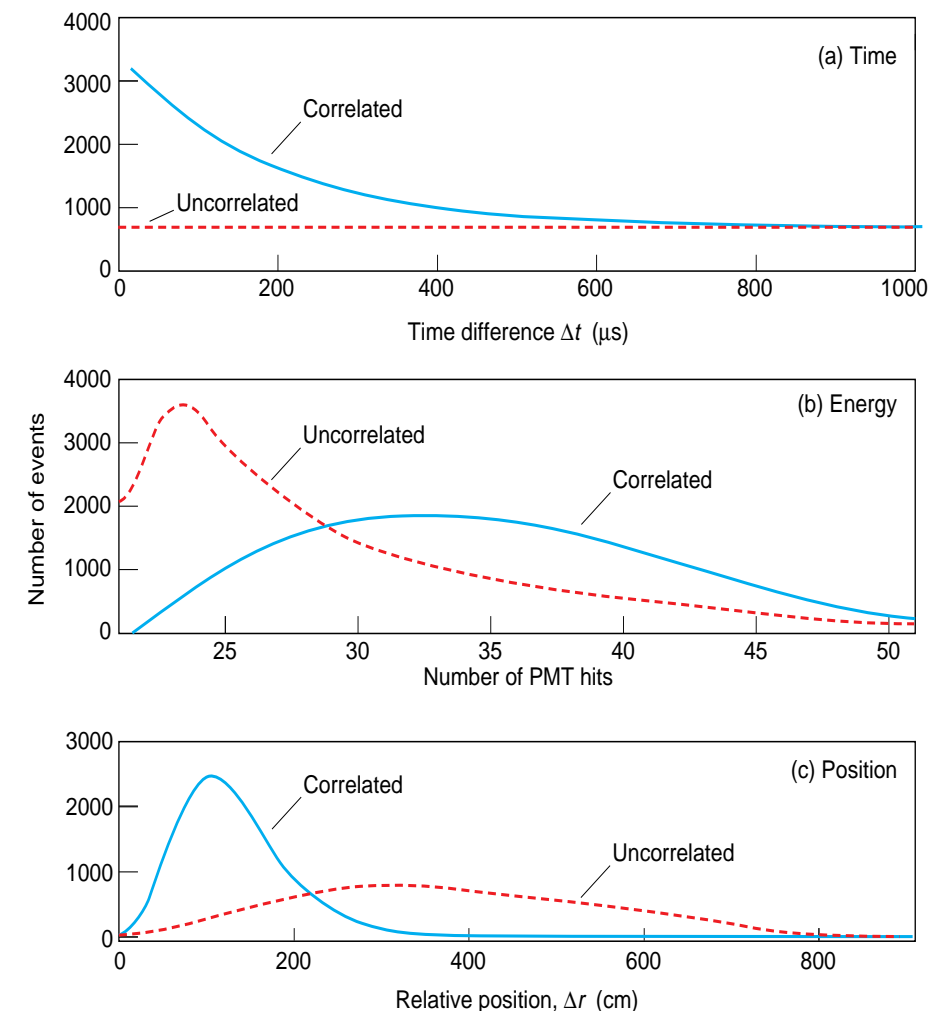 4000
(a) Time
3000
Correlated
2000
Uncorrelated
1000
0
0 200 400 600 800 1000
Time difference Δt (μs)
4000
(b) Energy
Uncorrelated
3000
Correlated
2000
1000
0
25 30 35 40 45 50
Number of PMT hits
Number of events
3000
(c) Position
Correlated
2000
Uncorrelated
1000
0
0 200 400 600 800
Relative position, Δr (cm)